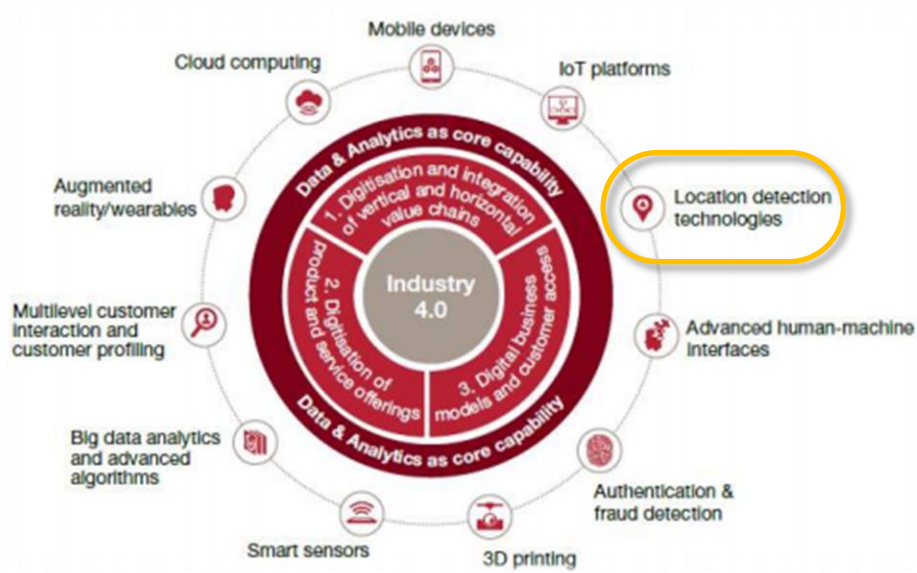 Mobile devices
Cloud computing
IoT platforms
Augmented
reality/wearables
Location detection
technologies
Multilevel customer
interaction and
customer profiling
Advanced human-machine
interfaces
Big data analytics
and advanced
algorithms
Authentication &
fraud detection
Smart sensors
3D printing
Data & Analytics as core capability
1. Digitisation and integration
of vertical and horizontal
value chains
Industry
4.0
2. Digitisation of
product and service offerings
3. Digital business
models and customer access
Data & Analytics as core capability